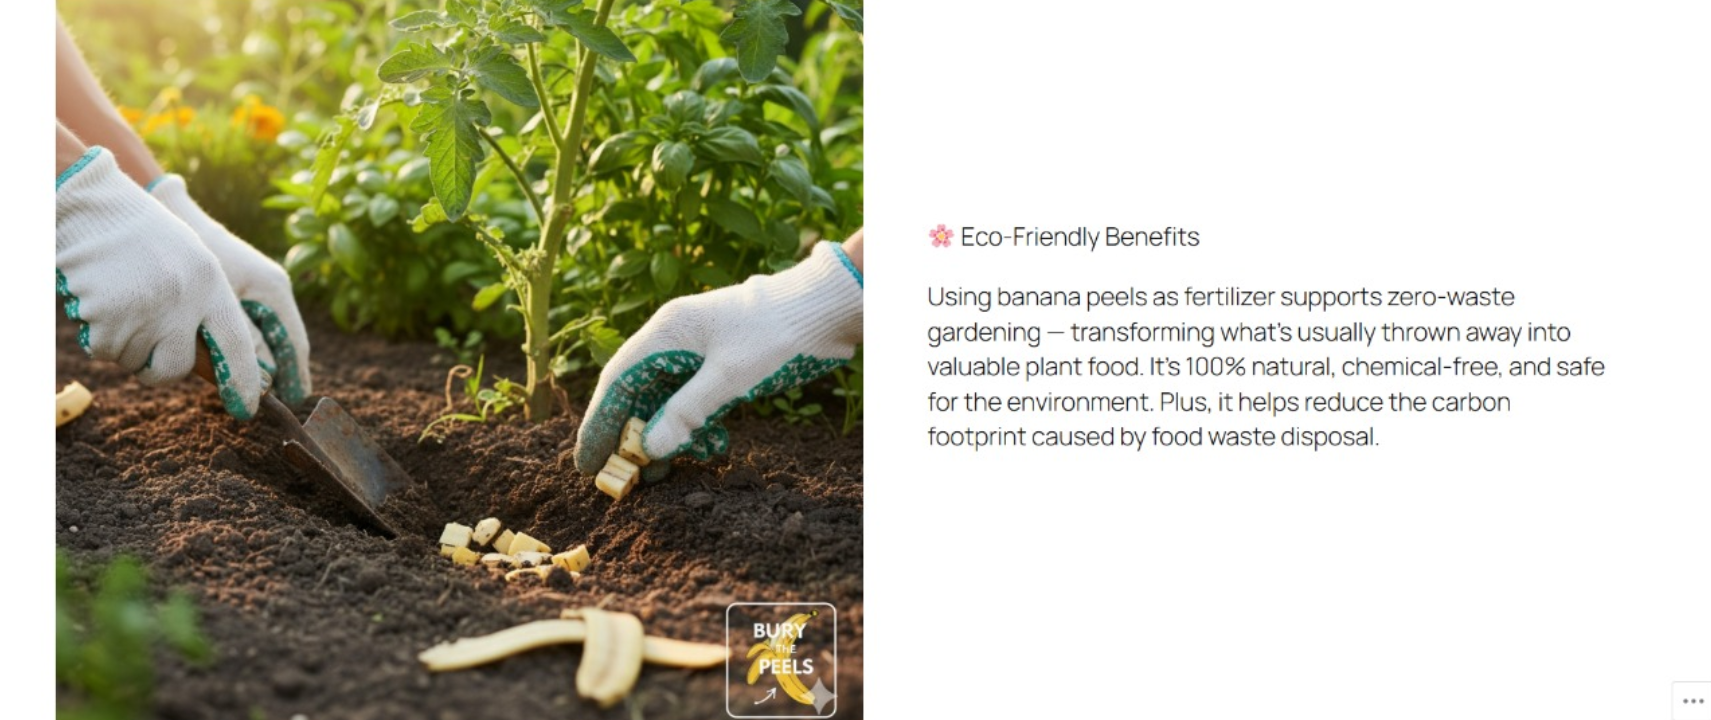 🌸 Eco-Friendly Benefits
Using banana peels as fertilizer supports zero-waste
gardening — transforming what's usually thrown away into
valuable plant food. It's 100% natural, chemical-free, and safe
for the environment. Plus, it helps reduce the carbon
footprint caused by food waste disposal.
BURY
THE
PEELS